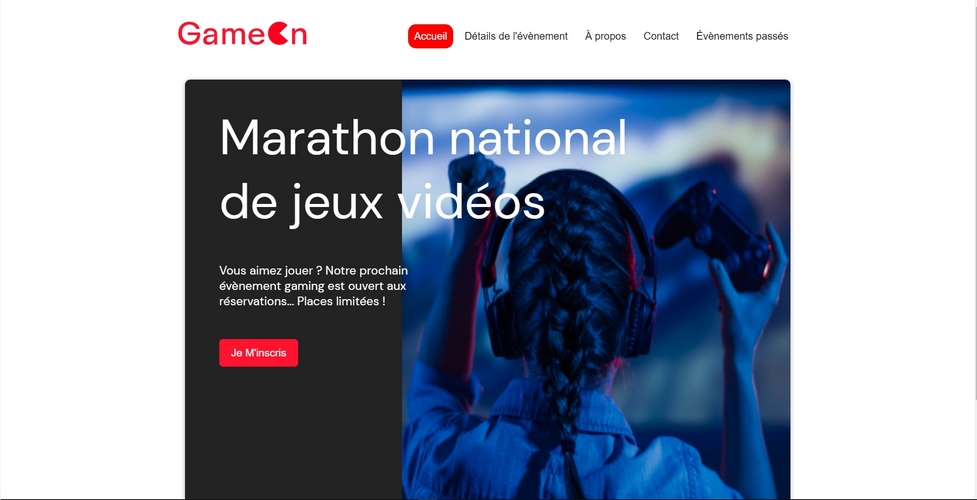 GameOn
Accueil
Détails de l'évènement
À propos
Contact
Évènements passés
Marathon national
de jeux vidéos
Vous aimez jouer ? Notre prochain
évènement gaming est ouvert aux
réservations... Places limitées !
Je M'inscris